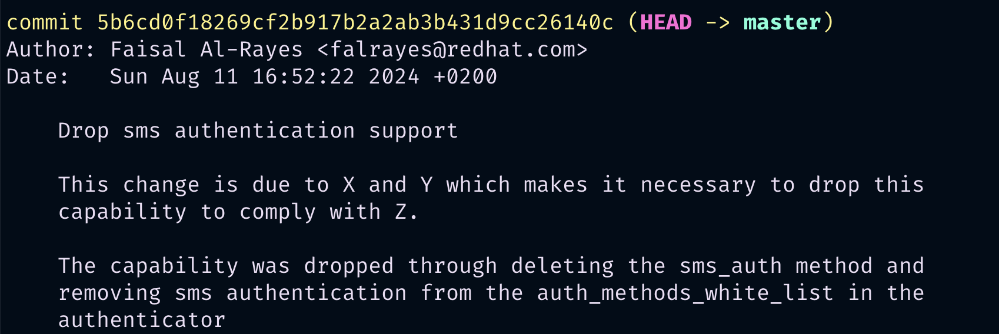 commit 5b6cd0f18269cf2b917b2a2ab3b431d9cc26140c (HEAD -> master)
Author: Faisal Al-Rayes <falrayes@redhat.com>
Date:   Sun Aug 11 16:52:22 2024 +0200
Drop sms authentication support
This change is due to X and Y which makes it necessary to drop this
capability to comply with Z.
The capability was dropped through deleting the sms_auth method and
removing sms authentication from the auth_methods_white_list in the
authenticator